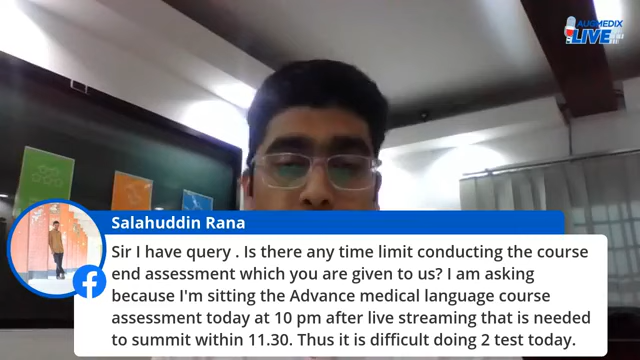 AUGMEDIX
LIVE
Salahuddin Rana
Sir I have query . Is there any time limit conducting the course
end assessment which you are given to us? I am asking
because I'm sitting the Advance medical language course
assessment today at 10 pm after live streaming that is needed
to summit within 11.30. Thus it is difficult doing 2 test today.